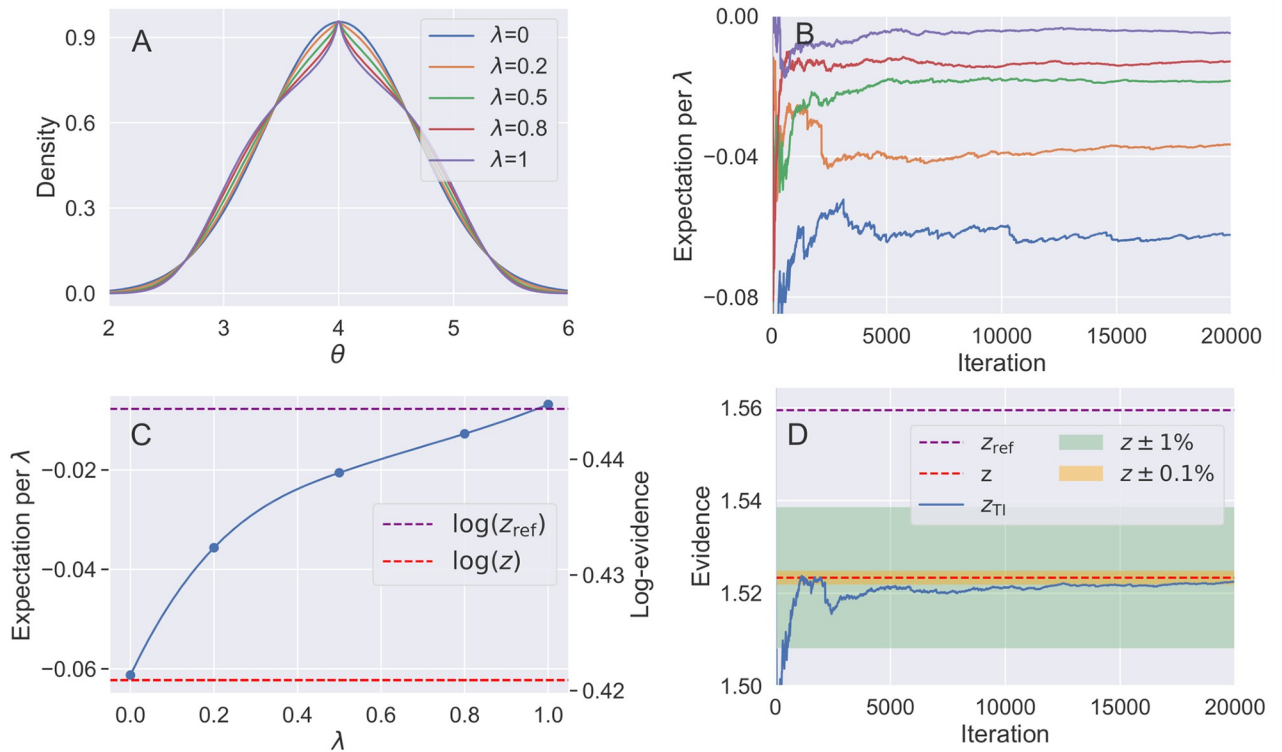 A
Density
0.9
0.6
0.3
0.0
λ=0
λ=0.2
λ=0.5
λ=0.8
λ=1
2 3 4 5 6
θ
B
Expectation per λ
0.00
−0.04
−0.08
0 5000 10000 15000 20000
Iteration
C
Expectation per λ
−0.02
−0.04
−0.06
log(z_ref)
log(z)
0.44
0.43
0.42
Log-evidence
0.0 0.2 0.4 0.6 0.8 1.0
λ
D
Evidence
1.56
1.54
1.52
1.50
z_ref
z
z_TI
z ± 1%
z ± 0.1%
0 5000 10000 15000 20000
Iteration